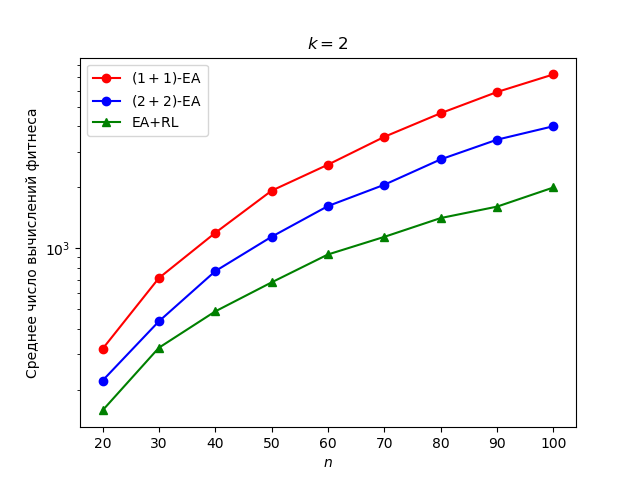 k = 2
(1 + 1)-EA
(2 + 2)-EA
EA+RL
Среднее число вычислений фитнеса
10³
20 30 40 50 60 70 80 90 100
n